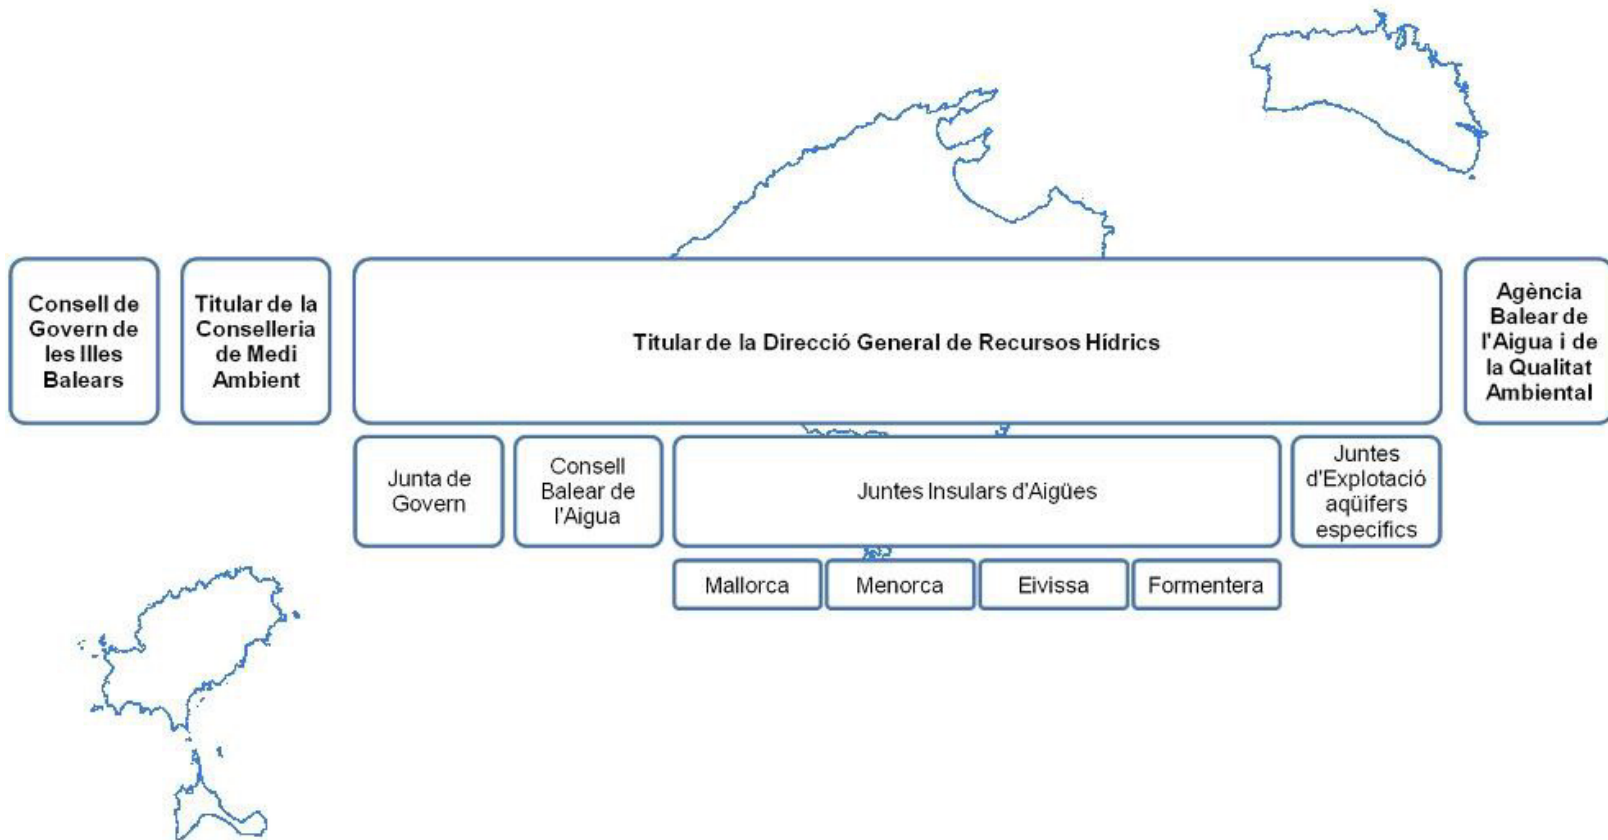 Consell de
Govern de
les Illes
Balears
Titular de la
Conselleria
de Medi
Ambient
Titular de la Direcció General de Recursos Hídrics
Agència
Balear de
l'Aigua i de
la Qualitat
Ambiental
Junta de
Govern
Consell
Balear de
l'Aigua
Juntes Insulars d'Aigües
Juntes
d'Explotació
aqüífers
específics
Mallorca
Menorca
Eivissa
Formentera